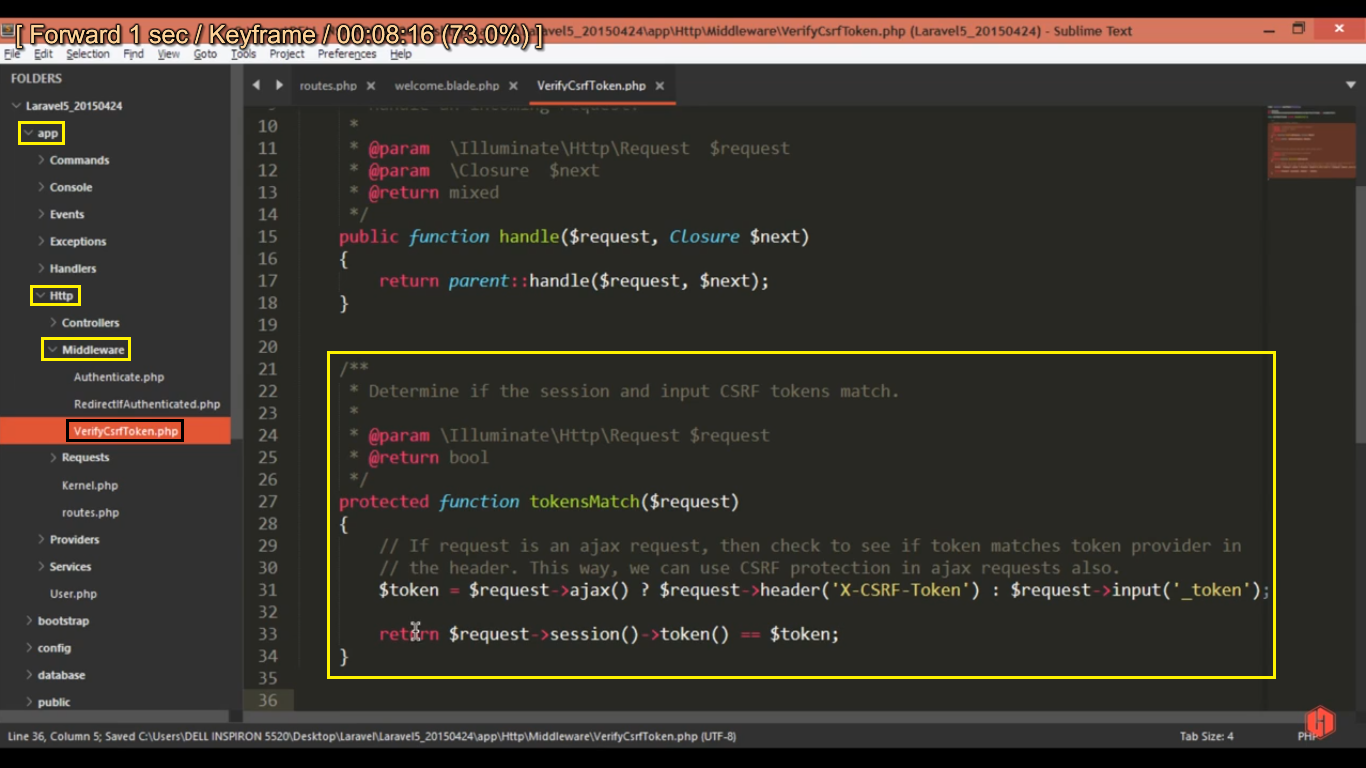 [ Forward 1 sec / Keyframe / 00:08:16 (73.0%) ]
avel5_20150424\app\Http\Middleware\VerifyCsrfToken.php (Laravel5_20150424) - Sublime Text
File Edit Selection Find View Goto Tools Project Preferences Help
FOLDERS
Laravel5_20150424
app
Commands
Console
Events
Exceptions
Handlers
Http
Controllers
Middleware
Authenticate.php
RedirectIfAuthenticated.php
VerifyCsrfToken.php
Requests
Kernel.php
routes.php
Providers
Services
User.php
bootstrap
config
database
public
routes.php welcome.blade.php VerifyCsrfToken.php
9 * Handle an incoming request.
10 *
11 * @param  \Illuminate\Http\Request  $request
12 * @param  \Closure  $next
13 * @return mixed
14 */
15 public function handle($request, Closure $next)
16 {
17 return parent::handle($request, $next);
18 }
19
20
21 /**
22 * Determine if the session and input CSRF tokens match.
23 *
24 * @param \Illuminate\Http\Request $request
25 * @return bool
26 */
27 protected function tokensMatch($request)
28 {
29 // If request is an ajax request, then check to see if token matches token provider in
30 // the header. This way, we can use CSRF protection in ajax requests also.
31 $token = $request->ajax() ? $request->header('X-CSRF-Token') : $request->input('_token');
32
33 return $request->session()->token() == $token;
34 }
35
36
Line 36, Column 5; Saved C:\Users\DELL INSPIRON 5520\Desktop\Laravel\Laravel5_20150424\app\Http\Middleware\VerifyCsrfToken.php (UTF-8) Tab Size: 4 PHP